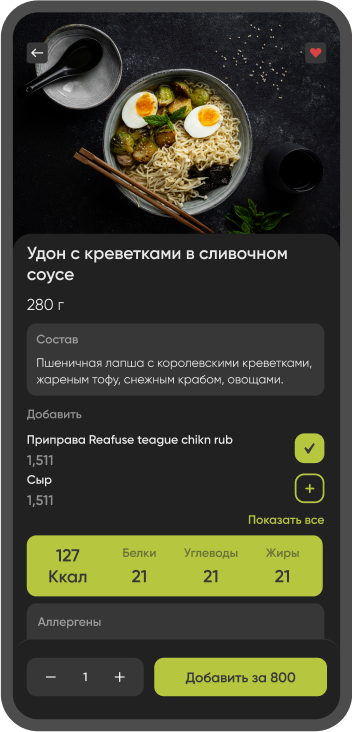 Удон с креветками в сливочном
соусе
280 г
Состав
Пшеничная лапша с королевскими креветками,
жареным тофу, снежным крабом, овощами.
Добавить
Приправа Reafuse teague chikn rub
1,511
Сыр
1,511
Показать все
127 Белки Углеводы Жиры
Ккал 21 21 21
Аллергены
1 Добавить за 800